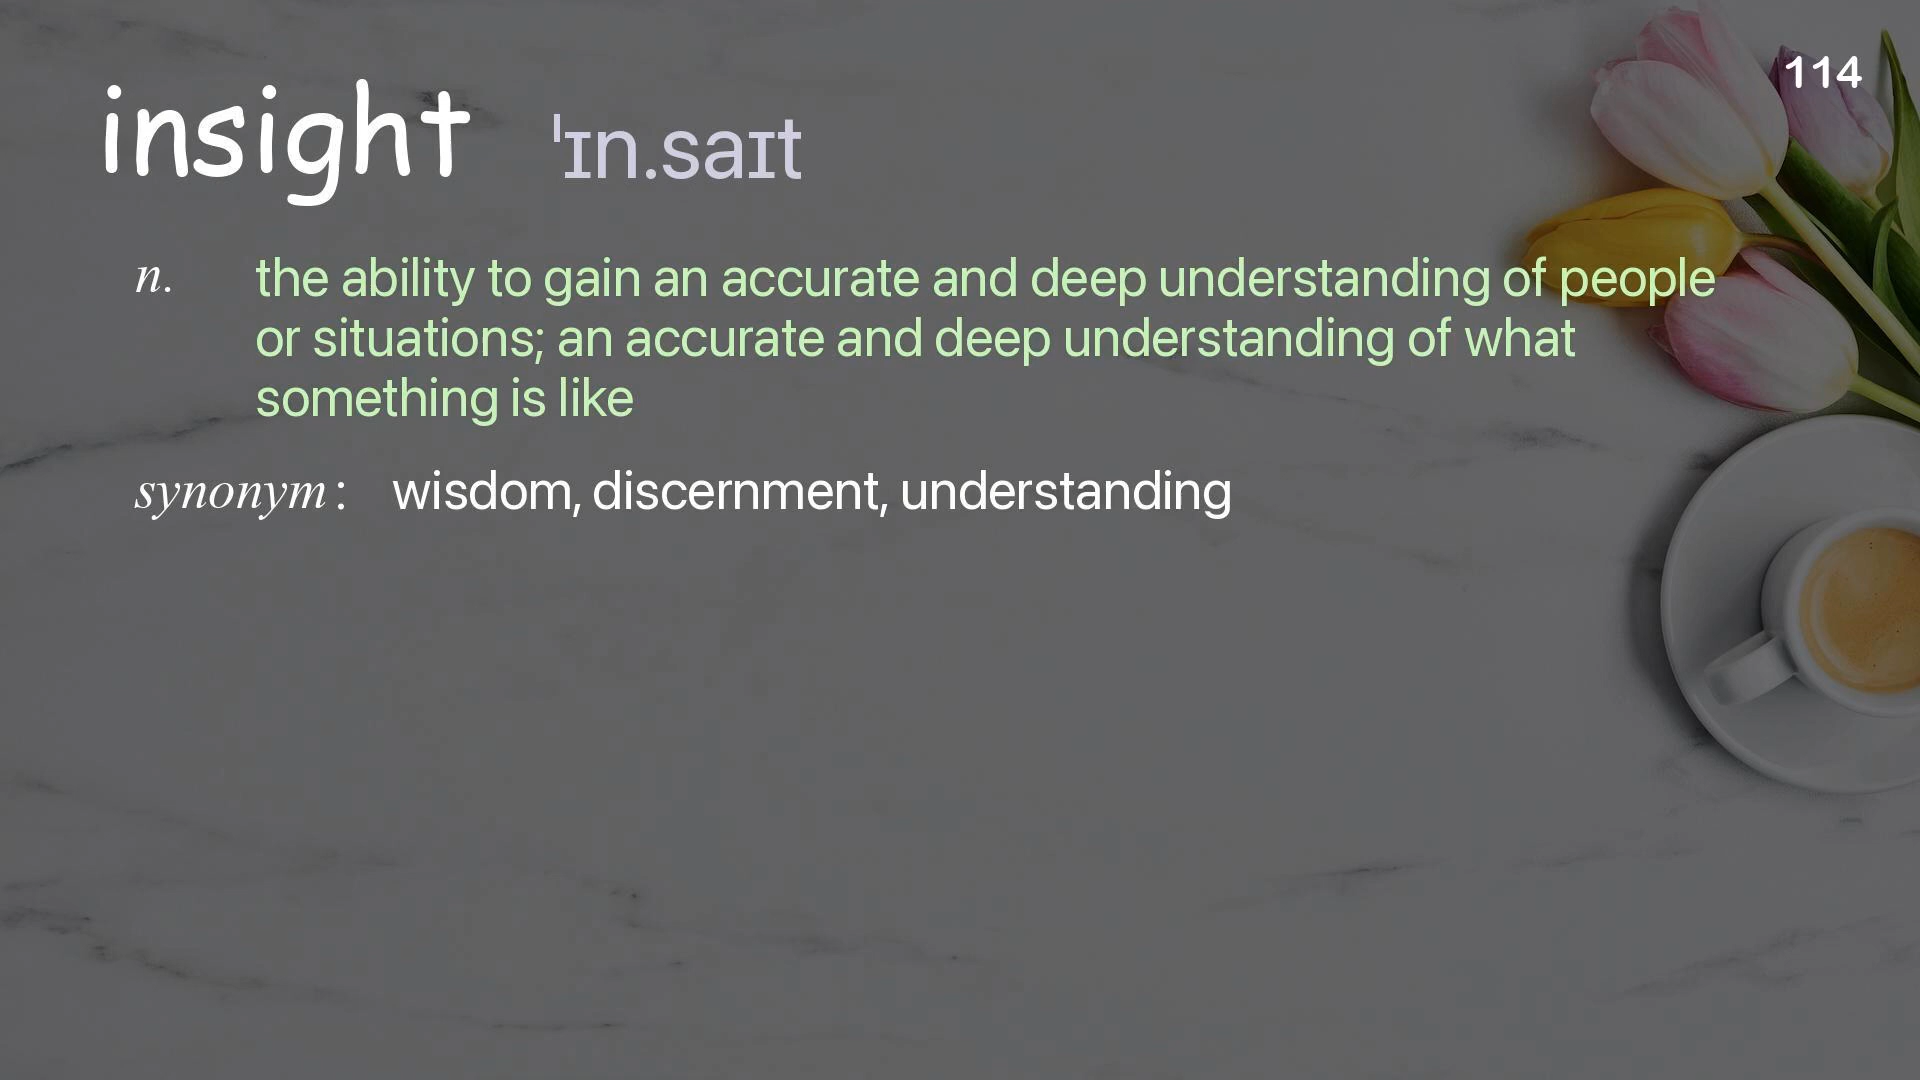 114
insight ˈɪn.saɪt
n. the ability to gain an accurate and deep understanding of people
or situations; an accurate and deep understanding of what
something is like
synonym: wisdom, discernment, understanding